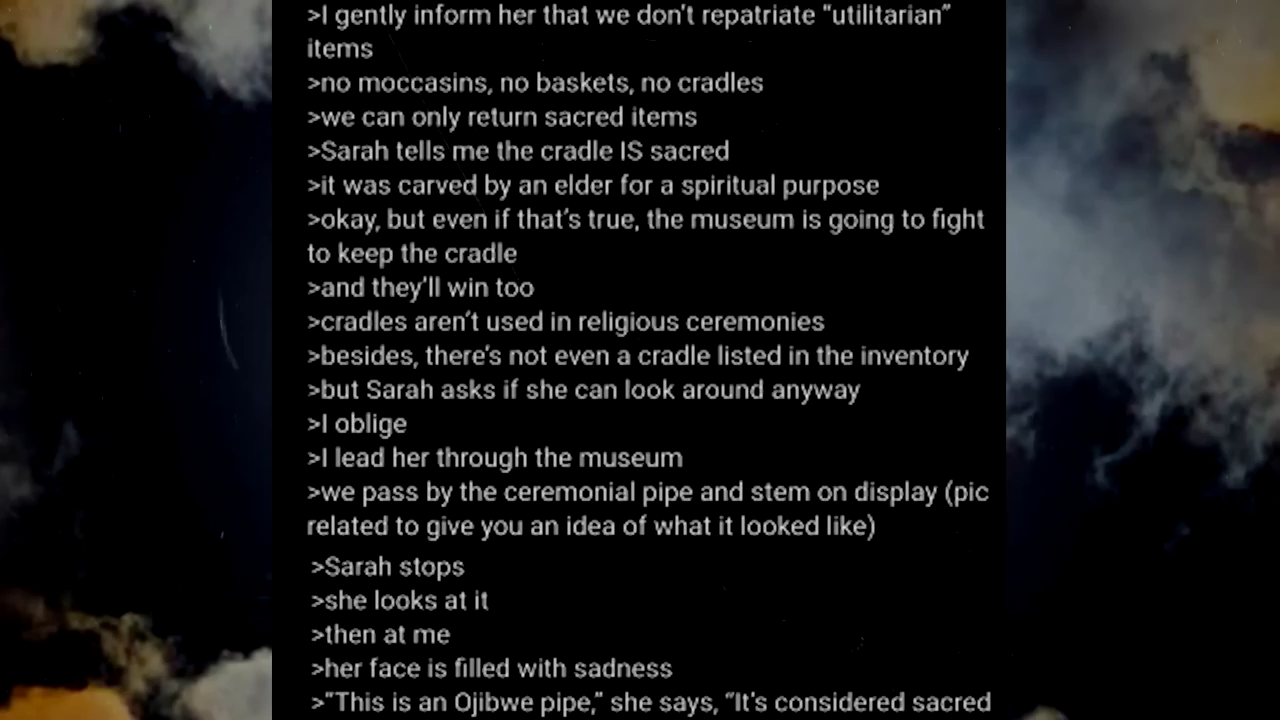 >I gently inform her that we don't repatriate “utilitarian”
items
>no moccasins, no baskets, no cradles
>we can only return sacred items
>Sarah tells me the cradle IS sacred
>it was carved by an elder for a spiritual purpose
>okay, but even if that's true, the museum is going to fight
to keep the cradle
>and they'll win too
>cradles aren't used in religious ceremonies
>besides, there's not even a cradle listed in the inventory
>but Sarah asks if she can look around anyway
>I oblige
>I lead her through the museum
>we pass by the ceremonial pipe and stem on display (pic
related to give you an idea of what it looked like)
>Sarah stops
>she looks at it
>then at me
>her face is filled with sadness
>“This is an Ojibwe pipe,” she says, “It's considered sacred